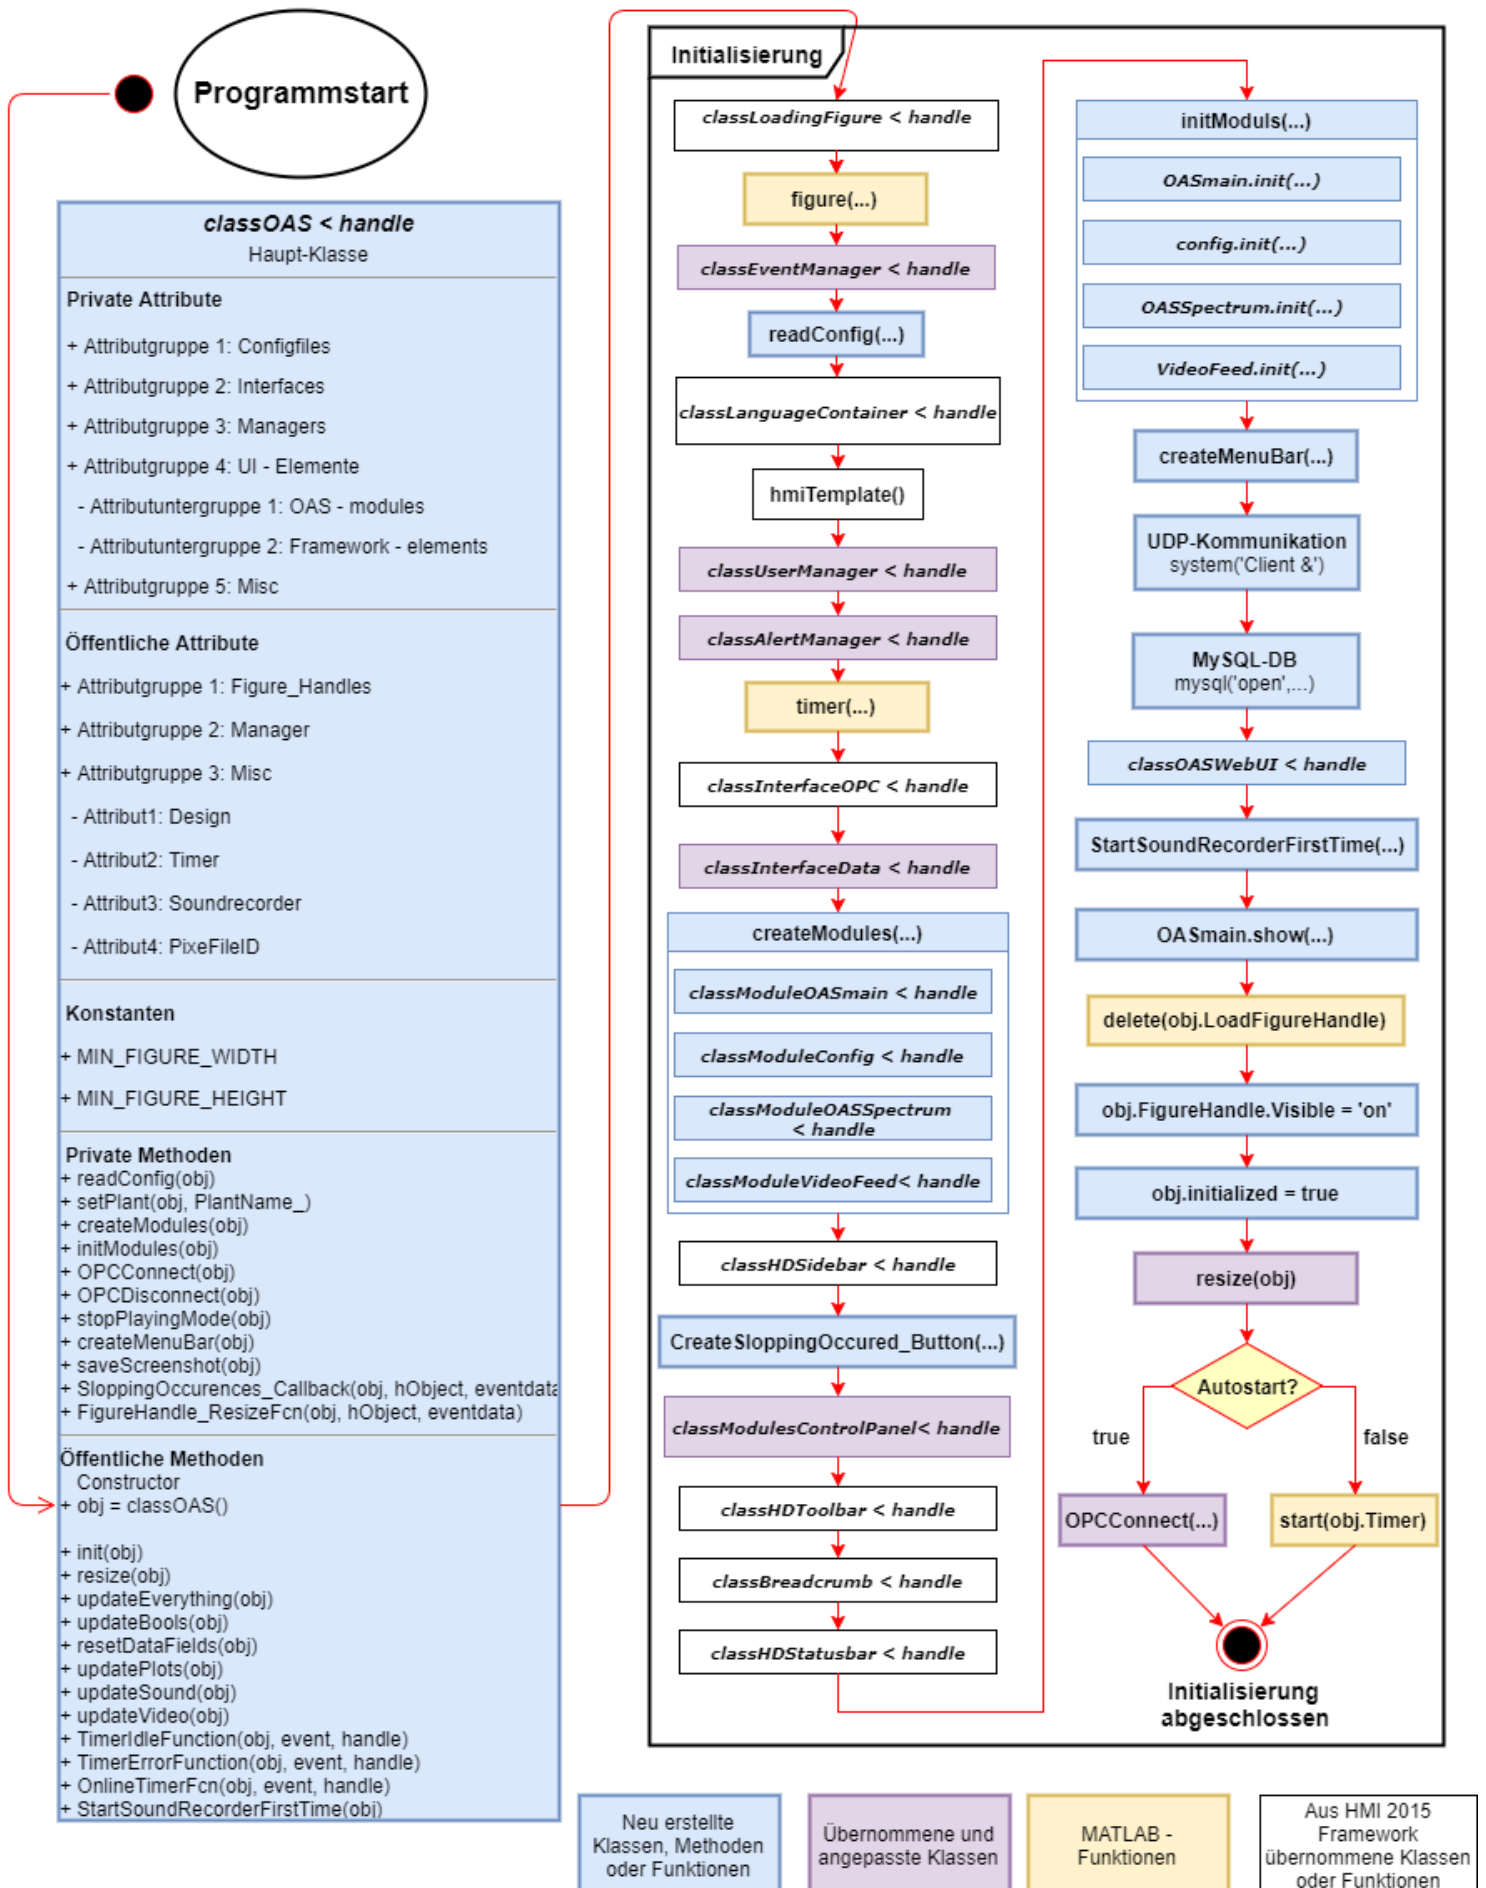 Programmstart
classOAS < handle
Haupt-Klasse
Private Attribute
+ Attributgruppe 1: Configfiles
+ Attributgruppe 2: Interfaces
+ Attributgruppe 3: Managers
+ Attributgruppe 4: UI - Elemente
- Attributuntergruppe 1: OAS - modules
- Attributuntergruppe 2: Framework - elements
+ Attributgruppe 5: Misc
Öffentliche Attribute
+ Attributgruppe 1: Figure_Handles
+ Attributgruppe 2: Manager
+ Attributgruppe 3: Misc
- Attribut1: Design
- Attribut2: Timer
- Attribut3: Soundrecorder
- Attribut4: PixeFileID
Konstanten
+ MIN_FIGURE_WIDTH
+ MIN_FIGURE_HEIGHT
Private Methoden
+ readConfig(obj)
+ setPlant(obj, PlantName_)
+ createModules(obj)
+ initModules(obj)
+ OPCConnect(obj)
+ OPCDisconnect(obj)
+ stopPlayingMode(obj)
+ createMenuBar(obj)
+ saveScreenshot(obj)
+ SloppingOccurences_Callback(obj, hObject, eventdata
+ FigureHandle_ResizeFcn(obj, hObject, eventdata)
Öffentliche Methoden
Constructor
+ obj = classOAS()
+ init(obj)
+ resize(obj)
+ updateEverything(obj)
+ updateBools(obj)
+ resetDataFields(obj)
+ updatePlots(obj)
+ updateSound(obj)
+ updateVideo(obj)
+ TimerIdleFunction(obj, event, handle)
+ TimerErrorFunction(obj, event, handle)
+ OnlineTimerFcn(obj, event, handle)
+ StartSoundRecorderFirstTime(obj)
Initialisierung
classLoadingFigure < handle
figure(...)
classEventManager < handle
readConfig(...)
classLanguageContainer < handle
hmiTemplate()
classUserManager < handle
classAlertManager < handle
timer(...)
classInterfaceOPC < handle
classInterfaceData < handle
createModules(...)
classModuleOASmain < handle
classModuleConfig < handle
classModuleOASSpectrum
< handle
classModuleVideoFeed< handle
classHDSidebar < handle
CreateSloppingOccured_Button(...)
classModulesControlPanel< handle
classHDToolbar < handle
classBreadcrumb < handle
classHDStatusbar < handle
initModuls(...)
OASmain.init(...)
config.init(...)
OASSpectrum.init(...)
VideoFeed.init(...)
createMenuBar(...)
UDP-Kommunikation
system('Client &')
MySQL-DB
mysql('open',...)
classOASWebUI < handle
StartSoundRecorderFirstTime(...)
OASmain.show(...)
delete(obj.LoadFigureHandle)
obj.FigureHandle.Visible = 'on'
obj.initialized = true
resize(obj)
Autostart?
true
false
OPCConnect(...)
start(obj.Timer)
Initialisierung
abgeschlossen
Neu erstellte
Klassen, Methoden
oder Funktionen
Übernommene und
angepasste Klassen
MATLAB -
Funktionen
Aus HMI 2015
Framework
übernommene Klassen
oder Funktionen